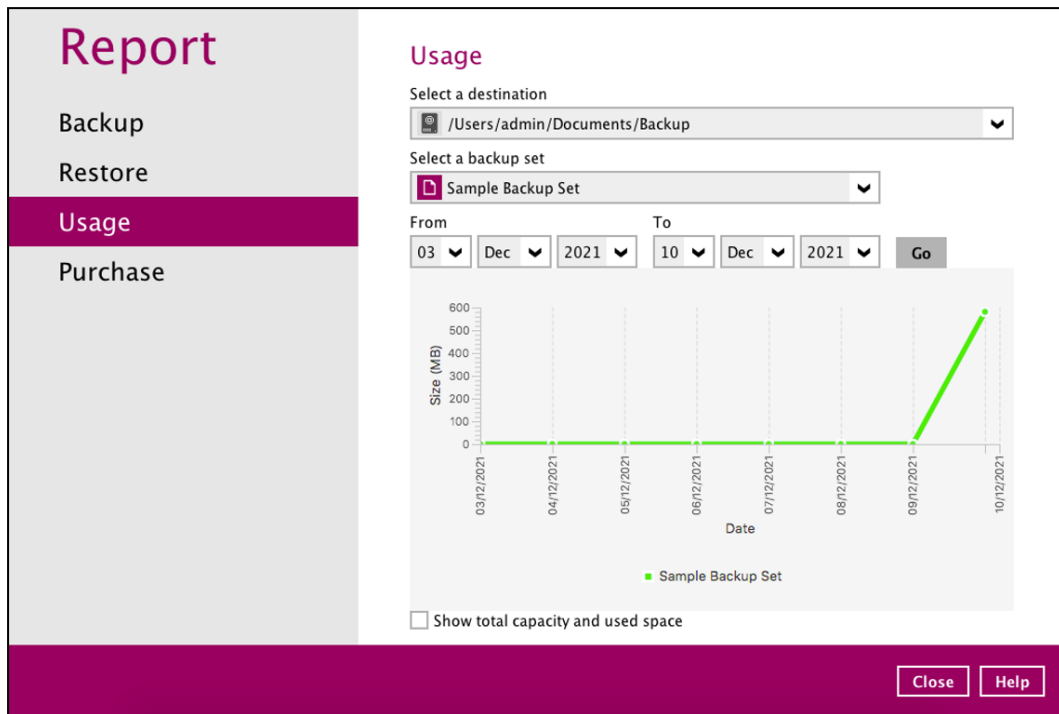 Report
Backup
Restore
Usage
Purchase
Usage
Select a destination
/Users/admin/Documents/Backup
Select a backup set
Sample Backup Set
From To
03 Dec 2021 10 Dec 2021 Go
600
500
400
300
200
100
0
Size (MB)
03/12/2021 04/12/2021 05/12/2021 06/12/2021 07/12/2021 08/12/2021 09/12/2021 10/12/2021
Date
Sample Backup Set
Show total capacity and used space
Close Help